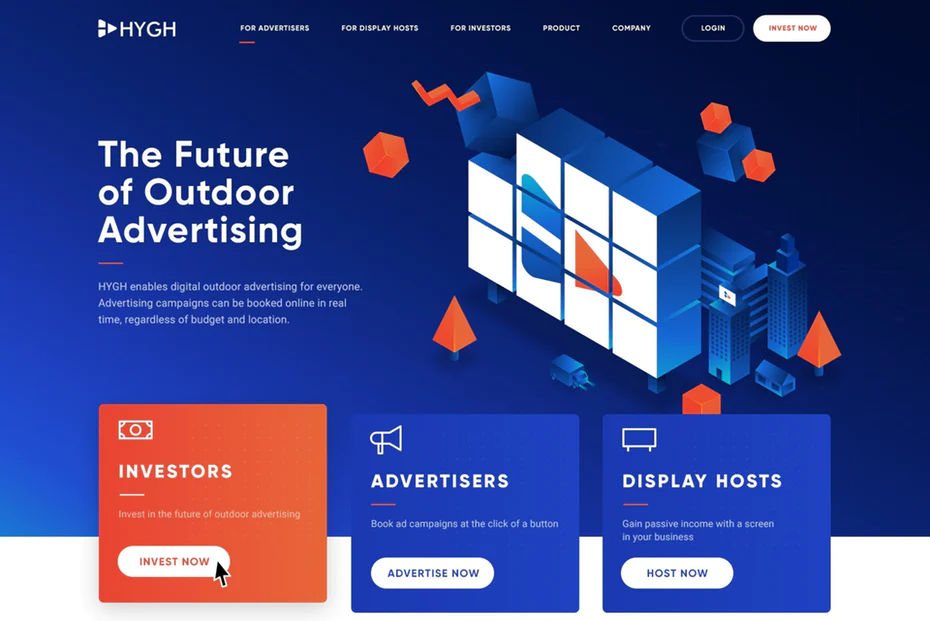 HYGH
FOR ADVERTISERS
FOR DISPLAY HOSTS
FOR INVESTORS
PRODUCT
COMPANY
LOGIN
INVEST NOW
The Future
of Outdoor
Advertising
HYGH enables digital outdoor advertising for everyone.
Advertising campaigns can be booked online in real
time, regardless of budget and location.
INVESTORS
Invest in the future of outdoor advertising
INVEST NOW
ADVERTISERS
Book ad campaigns at the click of a button
ADVERTISE NOW
DISPLAY HOSTS
Gain passive income with a screen
in your business
HOST NOW